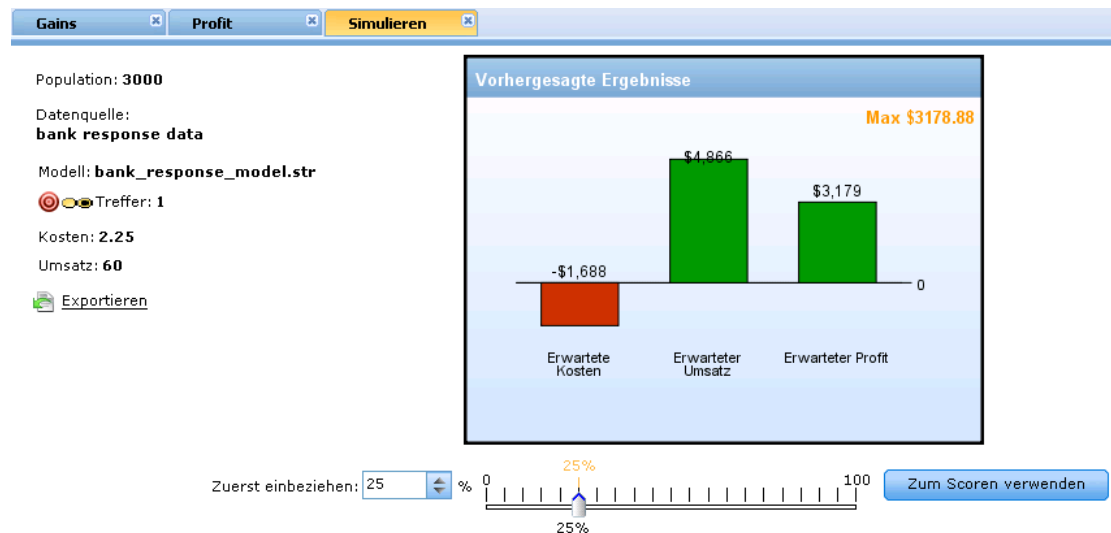 Gains
Profit
Simulieren
Population: 3000
Datenquelle:
bank response data
Modell: bank_response_model.str
Treffer: 1
Kosten: 2.25
Umsatz: 60
Exportieren
Vorhergesagte Ergebnisse
Max $3178.88
$4,866
$3,179
-$1,688
0
Erwartete
Kosten
Erwarteter
Umsatz
Erwarteter Profit
Zuerst einbeziehen: 25 %
25%
0
100
25%
Zum Scoren verwenden